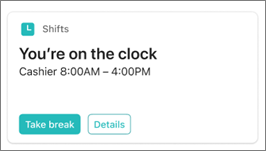 Shifts
You're on the clock
Cashier 8:00AM – 4:00PM
Take break Details